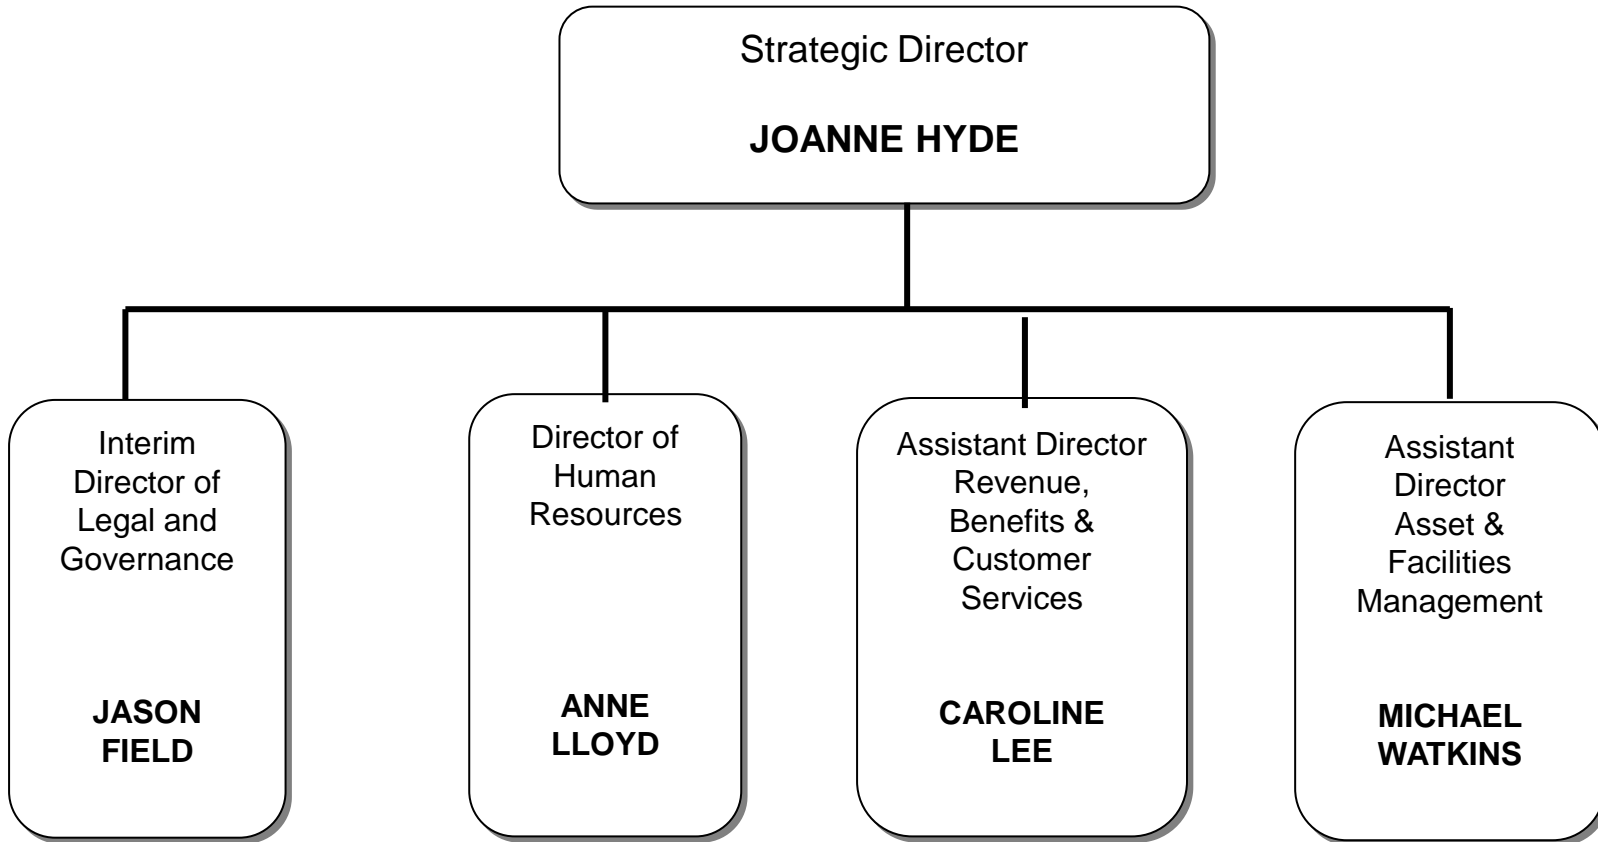 Strategic Director
JOANNE HYDE
Interim
Director of
Legal and
Governance
JASON
FIELD
Director of
Human
Resources
ANNE
LLOYD
Assistant Director
Revenue,
Benefits &
Customer
Services
CAROLINE
LEE
Assistant
Director
Asset &
Facilities
Management
MICHAEL
WATKINS